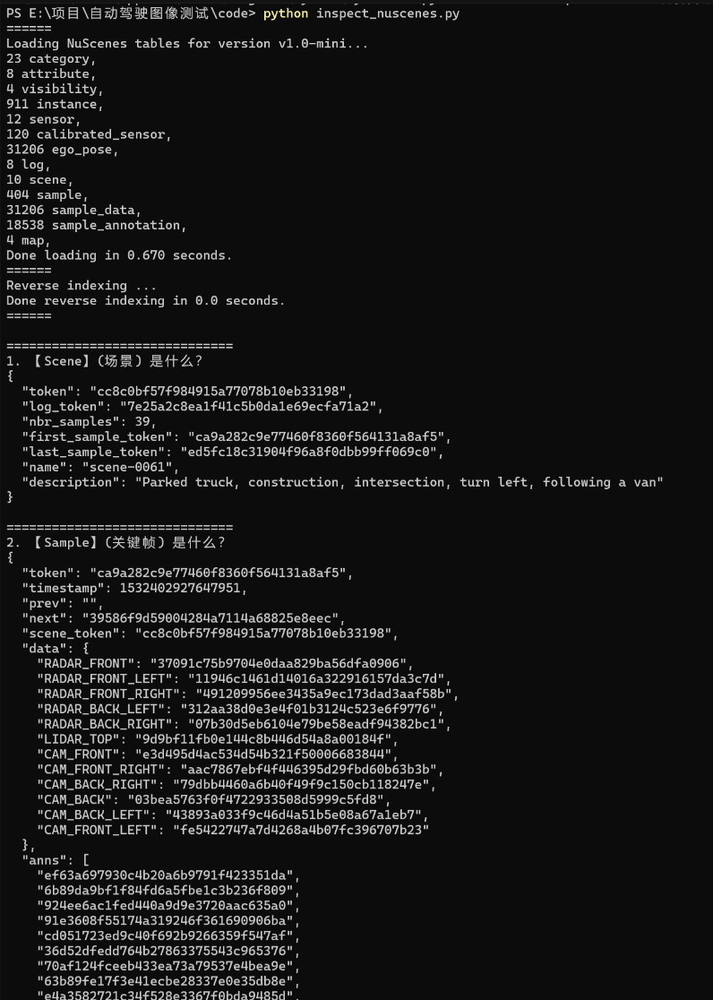 PS E:\项目\自动驾驶图像测试\code> python inspect_nuscenes.py
======
Loading NuScenes tables for version v1.0-mini...
23 category,
8 attribute,
4 visibility,
911 instance,
12 sensor,
120 calibrated_sensor,
31206 ego_pose,
8 log,
10 scene,
404 sample,
31206 sample_data,
18538 sample_annotation,
4 map,
Done loading in 0.670 seconds.
======
Reverse indexing ...
Done reverse indexing in 0.0 seconds.
======
==============================
1. 【Scene】(场景) 是什么?
{
  "token": "cc8c0bf57f984915a77078b10eb33198",
  "log_token": "7e25a2c8ea1f41c5b0da1e69ecfa71a2",
  "nbr_samples": 39,
  "first_sample_token": "ca9a282c9e77460f8360f564131a8af5",
  "last_sample_token": "ed5fc18c31904f96a8f0dbb99ff069c0",
  "name": "scene-0061",
  "description": "Parked truck, construction, intersection, turn left, following a van"
}
==============================
2. 【Sample】(关键帧) 是什么?
{
  "token": "ca9a282c9e77460f8360f564131a8af5",
  "timestamp": 1532402927647951,
  "prev": "",
  "next": "39586f9d59004284a7114a68825e8eec",
  "scene_token": "cc8c0bf57f984915a77078b10eb33198",
  "data": {
    "RADAR_FRONT": "37091c75b9704e0daa829ba56dfa0906",
    "RADAR_FRONT_LEFT": "11946c1461d14016a322916157da3c7d",
    "RADAR_FRONT_RIGHT": "491209956ee3435a9ec173dad3aaf58b",
    "RADAR_BACK_LEFT": "312aa38d0e3e4f01b3124c523e6f9776",
    "RADAR_BACK_RIGHT": "07b30d5eb6104e79be58eadf94382bc1",
    "LIDAR_TOP": "9d9bf11fb0e144c8b446d54a8a00184f",
    "CAM_FRONT": "e3d495d4ac534d54b321f50006683844",
    "CAM_FRONT_RIGHT": "aac7867ebf4f446395d29fbd60b63b3b",
    "CAM_BACK_RIGHT": "79dbb4460a6b40f49f9c150cb118247e",
    "CAM_BACK": "03bea5763f0f4722933508d5999c5fd8",
    "CAM_BACK_LEFT": "43893a033f9c46d4a51b5e08a67a1eb7",
    "CAM_FRONT_LEFT": "fe5422747a7d4268a4b07fc396707b23"
  },
  "anns": [
    "ef63a697930c4b20a6b9791f423351da",
    "6b89da9bf1f84fd6a5fbe1c3b236f809",
    "924ee6ac1fed440a9d9e3720aac635a0",
    "91e3608f55174a319246f361690906ba",
    "cd051723ed9c40f692b9266359f547af",
    "36d52dfedd764b27863375543c965376",
    "70af124fceeb433ea73a79537e4bea9e",
    "63b89fe17f3e41ecbe28337e0e35db8e",
    "e4a3582721c34f528e3367f0bda9485d",